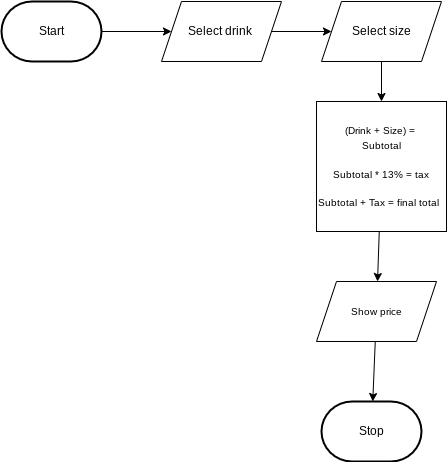 Start
Select drink
Select size
(Drink + Size) =
Subtotal
Subtotal * 13% = tax
Subtotal + Tax = final total
Show price
Stop